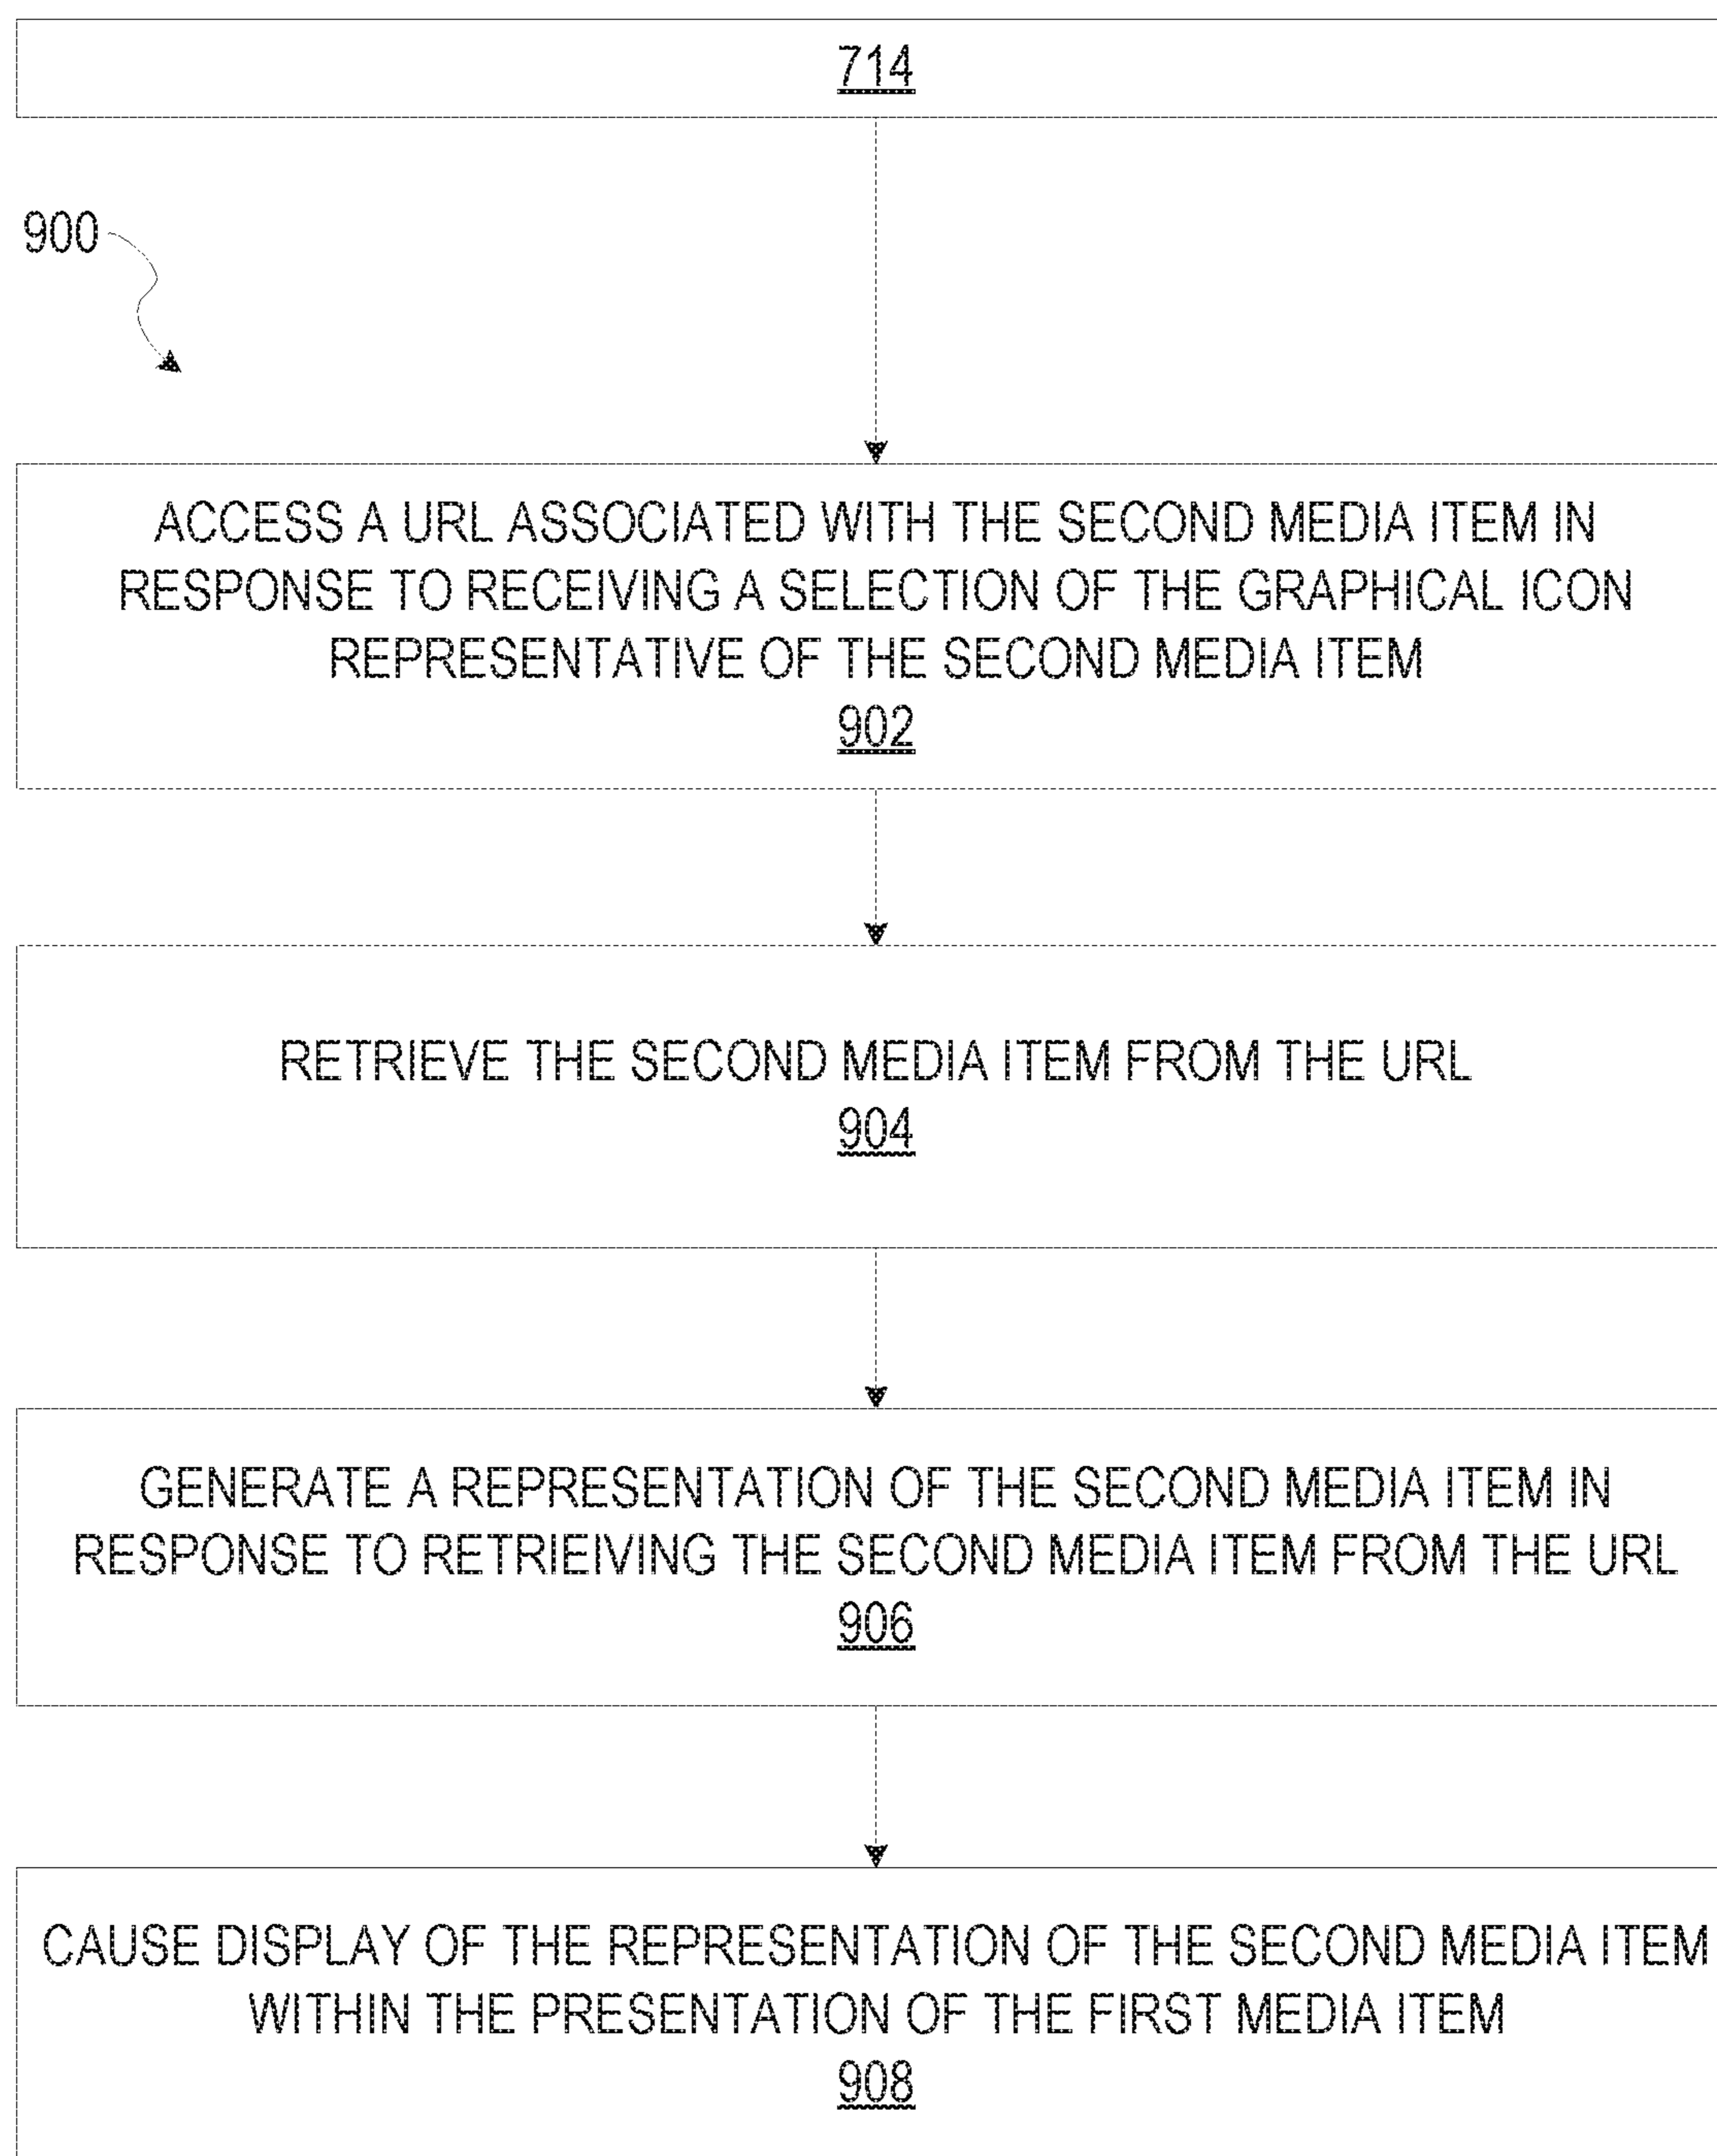 714
900
ACCESS A URL ASSOCIATED WITH THE SECOND MEDIA ITEM IN
RESPONSE TO RECEIVING A SELECTION OF THE GRAPHICAL ICON
REPRESENTATIVE OF THE SECOND MEDIA ITEM
902
RETRIEVE THE SECOND MEDIA ITEM FROM THE URL
904
GENERATE A REPRESENTATION OF THE SECOND MEDIA ITEM IN
RESPONSE TO RETRIEIVING THE SECOND MEDIA ITEM FROM THE URL
906
CAUSE DISPLAY OF THE REPRESENTATION OF THE SECOND MEDIA ITEM
WITHIN THE PRESENTATION OF THE FIRST MEDIA ITEM
908